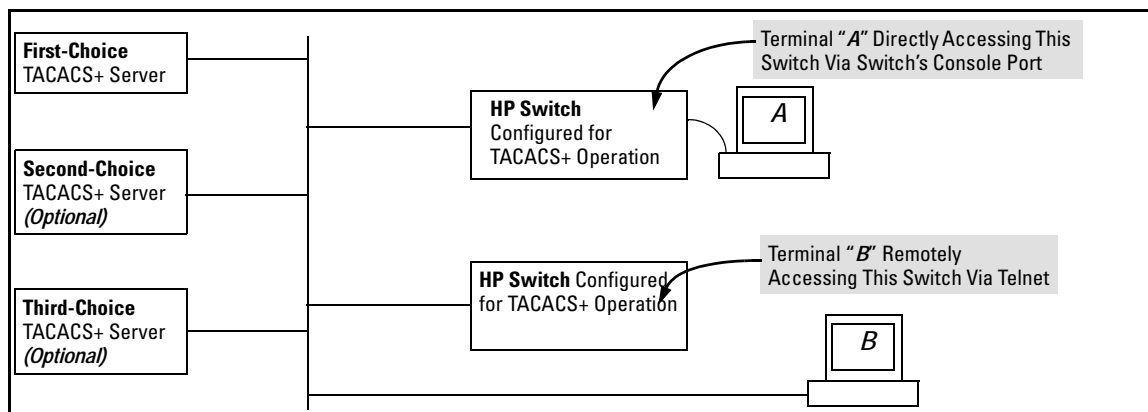 First-Choice
TACACS+ Server
Second-Choice
TACACS+ Server
(Optional)
Third-Choice
TACACS+ Server
(Optional)
HP Switch
Configured for
TACACS+ Operation
Terminal “A” Directly Accessing This
Switch Via Switch’s Console Port
A
HP Switch Configured
for TACACS+ Operation
Terminal “B” Remotely
Accessing This Switch Via Telnet
B